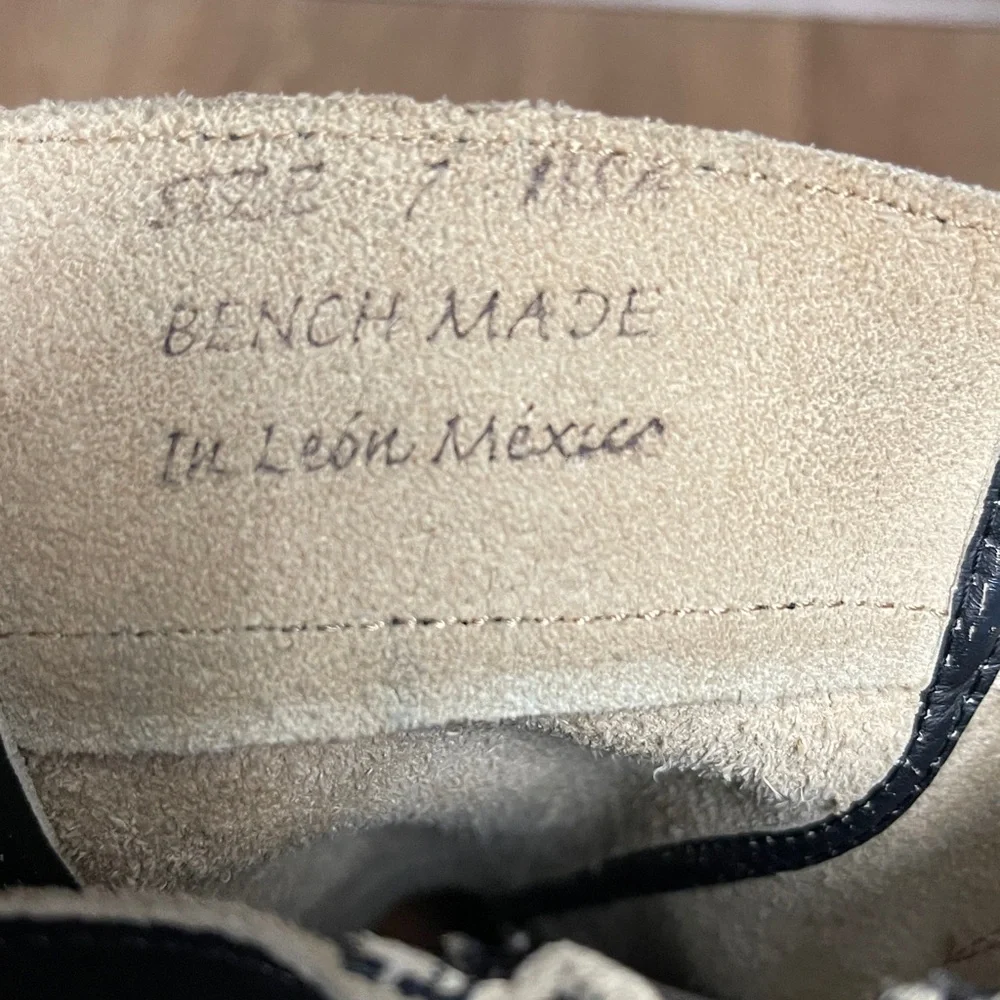 SIZE 7 USA
BENCH MADE
In León México